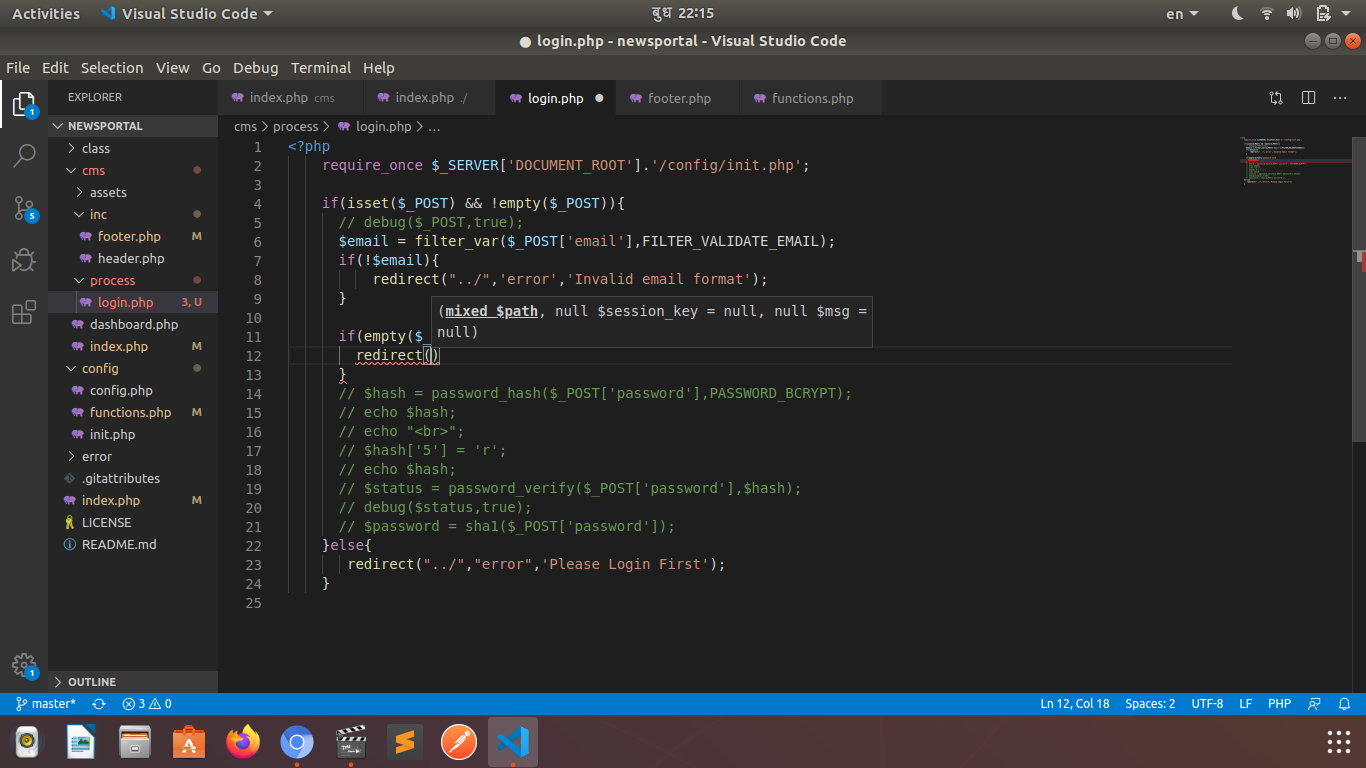 Activities Visual Studio Code बुध 22:15 en
● login.php - newsportal - Visual Studio Code
File Edit Selection View Go Debug Terminal Help
1
5
1
EXPLORER
NEWSPORTAL
class
cms
assets
inc
footer.php M
header.php
process
login.php 3, U
dashboard.php
index.php M
config
config.php
functions.php M
init.php
error
.gitattributes
index.php M
LICENSE
README.md
OUTLINE
index.php cms index.php ./ login.php footer.php functions.php
cms > process > login.php > ...
1 <?php
2 require_once $_SERVER['DOCUMENT_ROOT'].'/config/init.php';
3
4 if(isset($_POST) && !empty($_POST)){
5 // debug($_POST,true);
6 $email = filter_var($_POST['email'],FILTER_VALIDATE_EMAIL);
7 if(!$email){
8 redirect("../",'error','Invalid email format');
9 }
10
11 if(empty($_
(mixed $path, null $session_key = null, null $msg =
null)
12 redirect()
13 }
14 // $hash = password_hash($_POST['password'],PASSWORD_BCRYPT);
15 // echo $hash;
16 // echo "<br>";
17 // $hash['5'] = 'r';
18 // echo $hash;
19 // $status = password_verify($_POST['password'],$hash);
20 // debug($status,true);
21 // $password = sha1($_POST['password']);
22 }else{
23 redirect("../","error",'Please Login First');
24 }
25
master* 3 0 Ln 12, Col 18 Spaces: 2 UTF-8 LF PHP